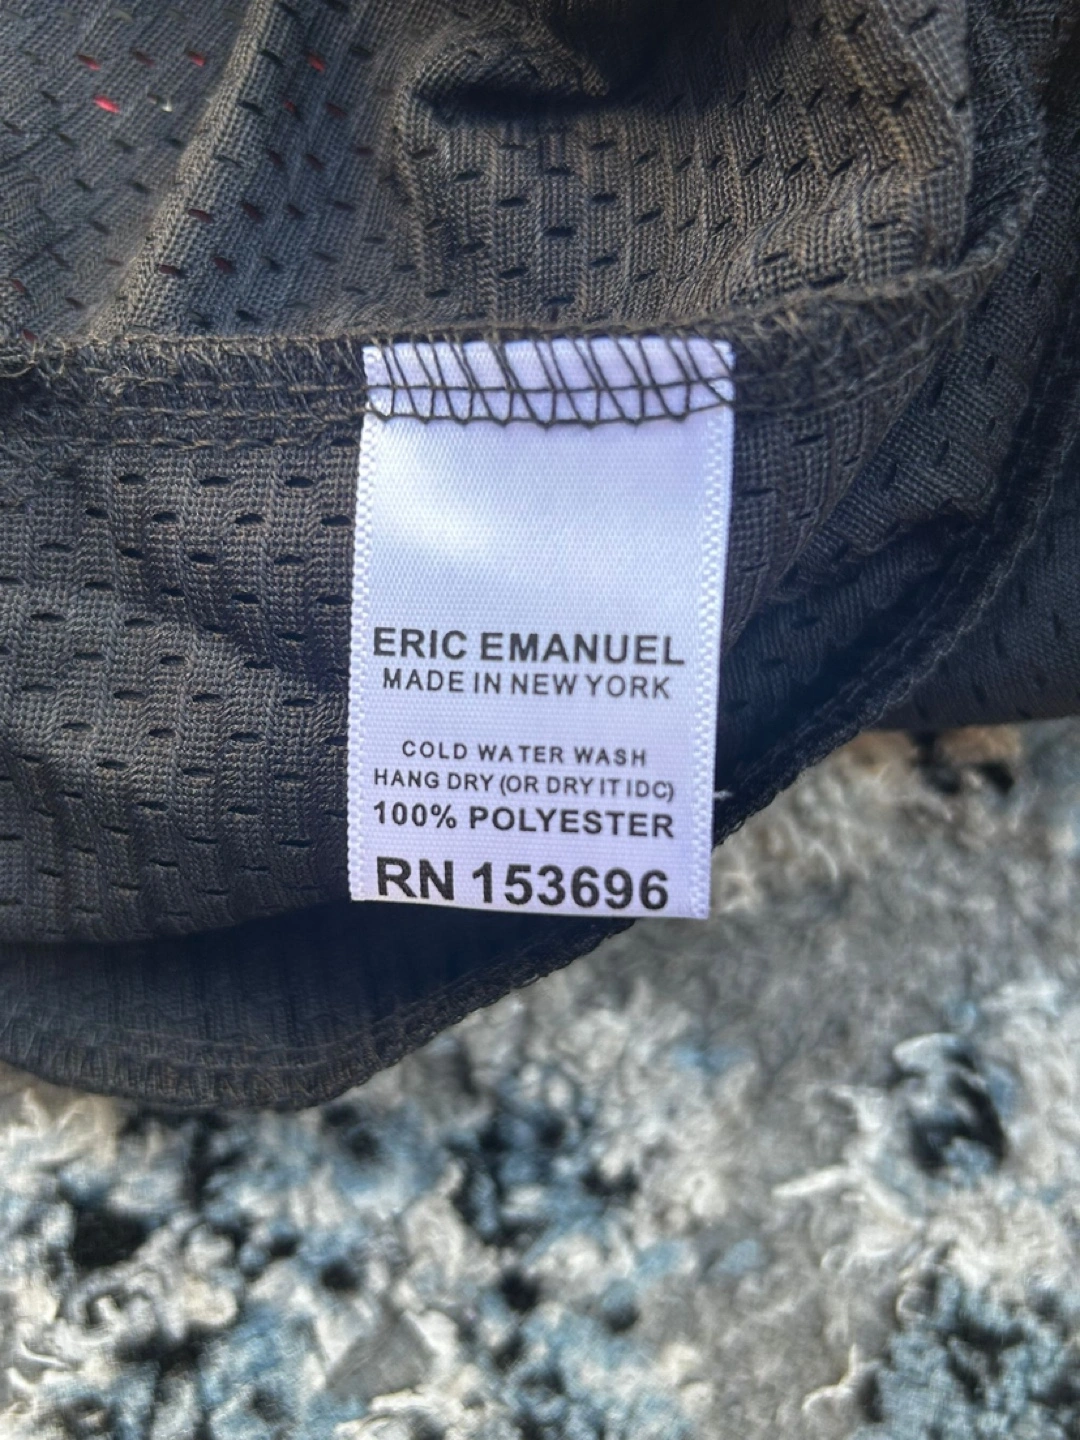 ERIC EMANUEL
MADE IN NEW YORK
COLD WATER WASH
HANG DRY (OR DRY IT IDC)
100% POLYESTER
RN 153696